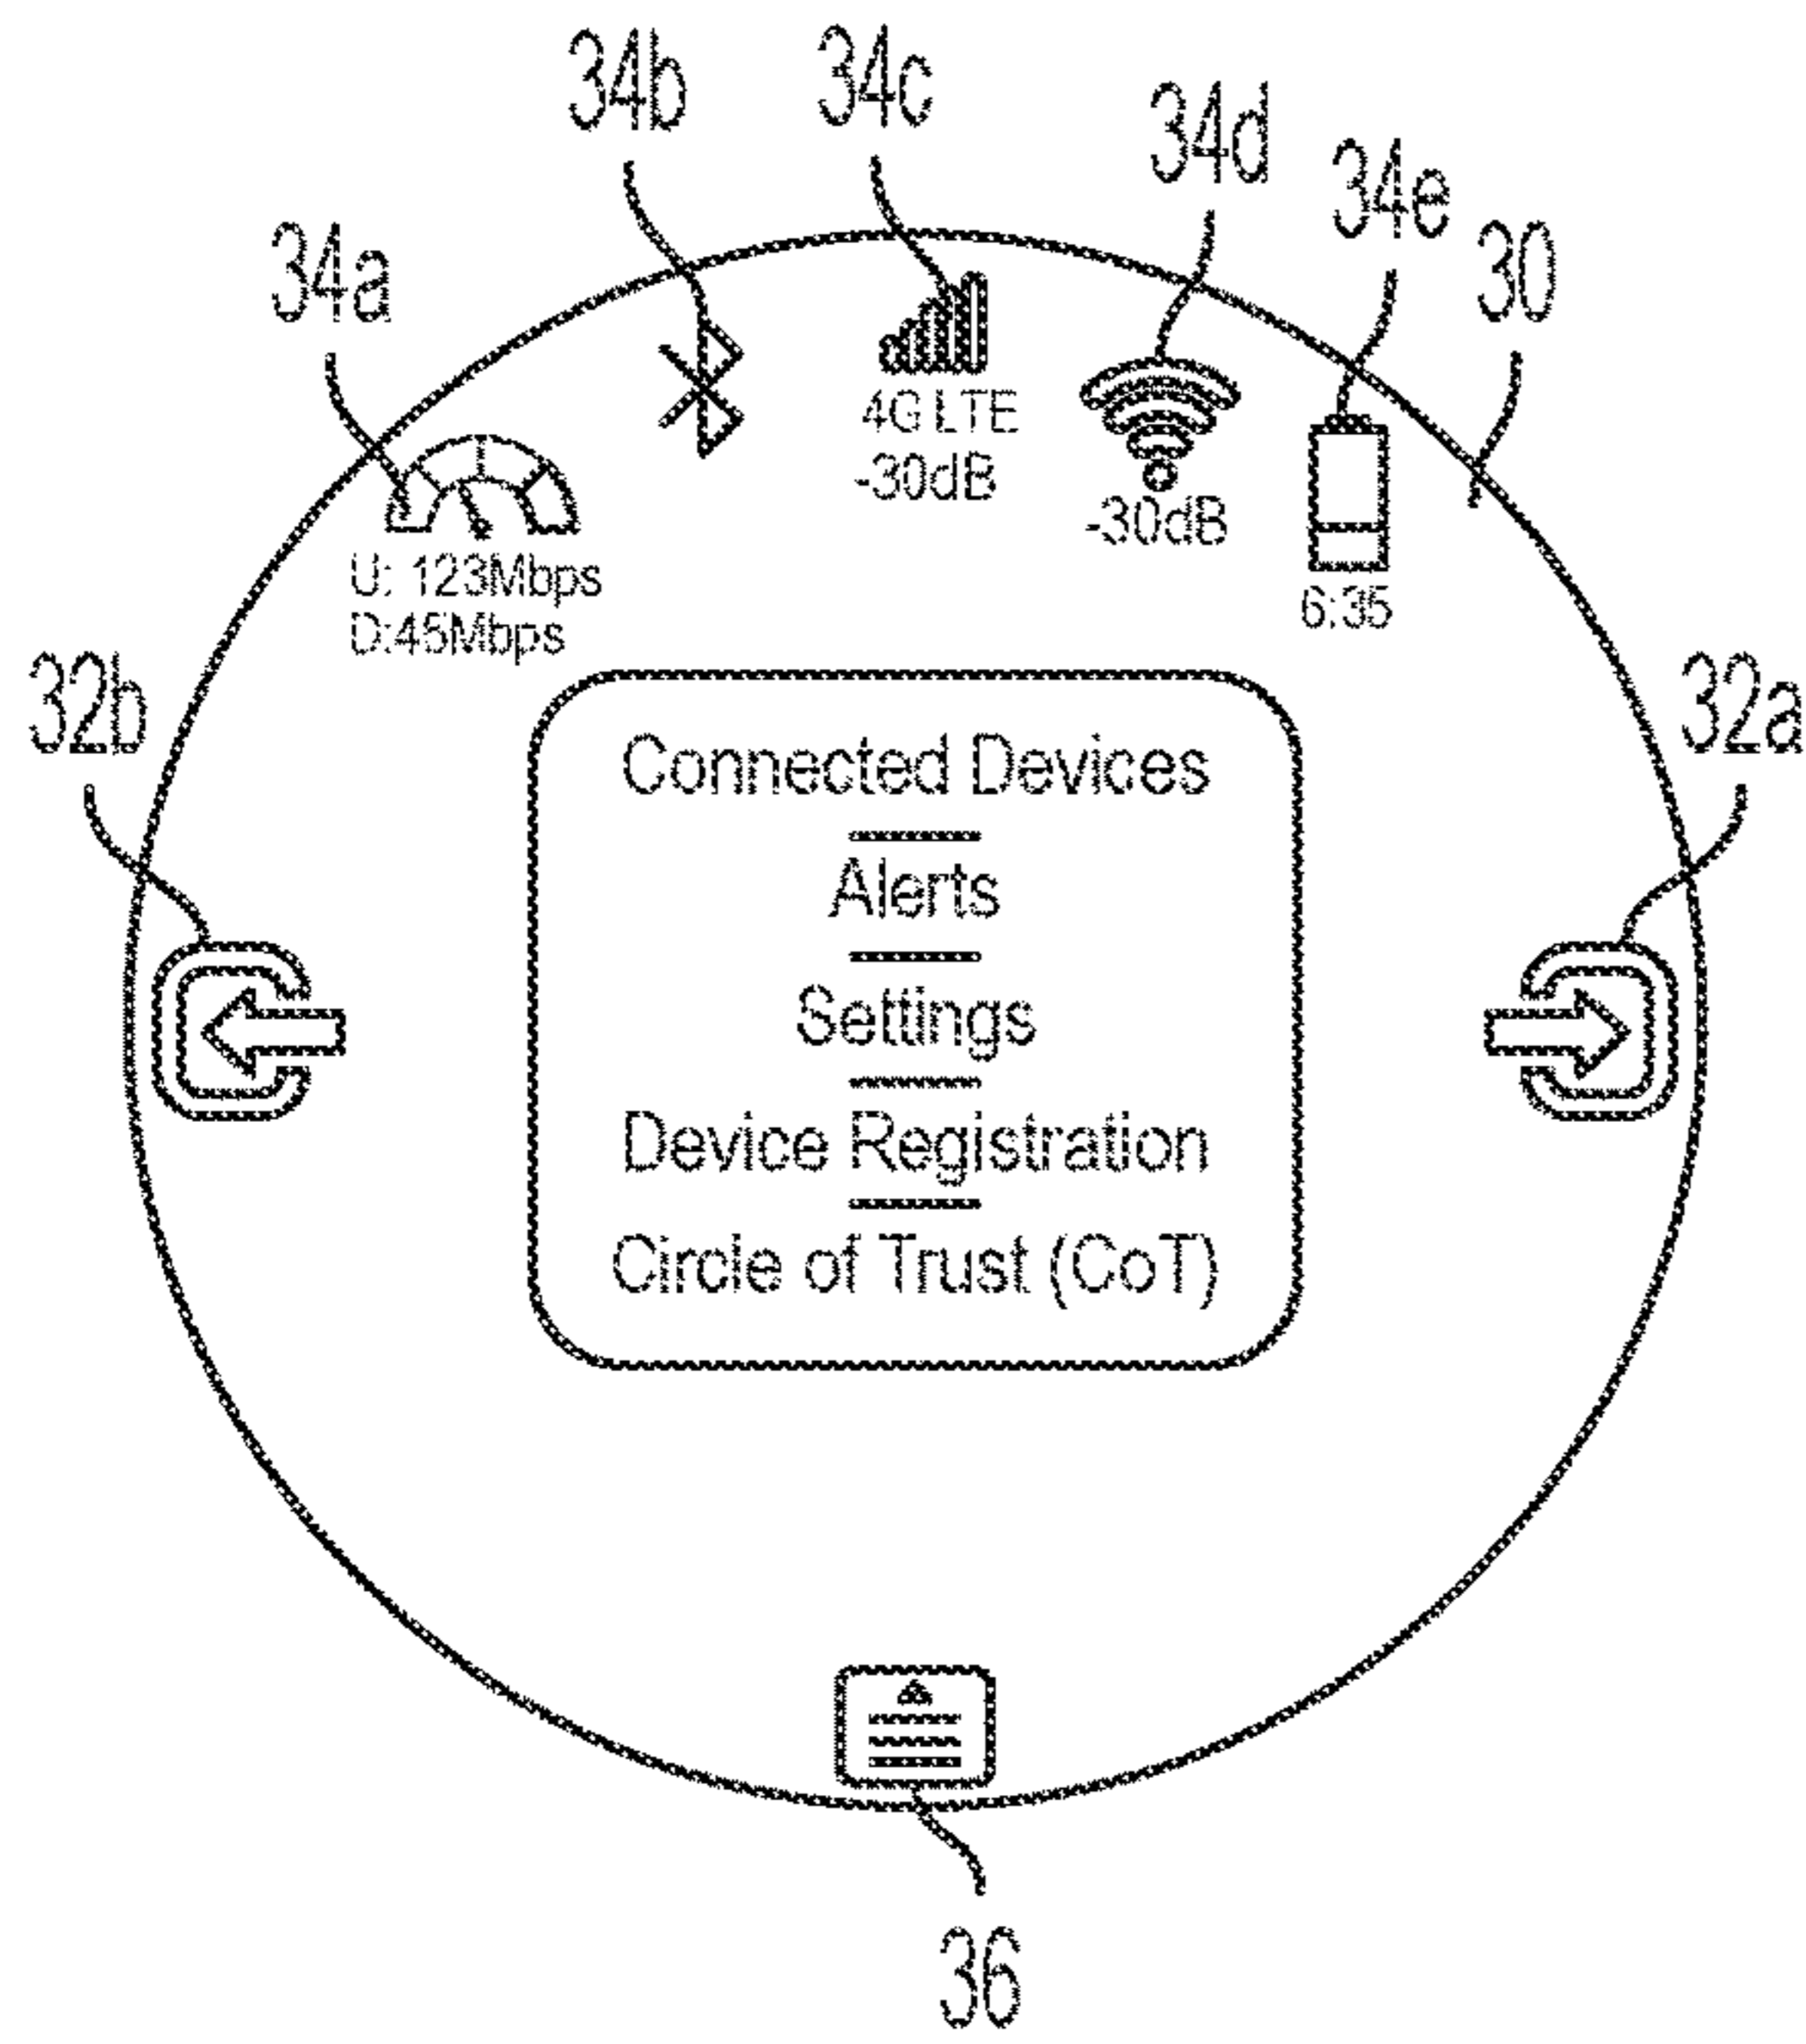 34b
34c
34d
34e
34a
30
4G LTE
-30dB
-30dB
U: 123Mbps
D:45Mbps
6:35
32b
32a
Connected Devices
Alerts
Settings
Device Registration
Circle of Trust (CoT)
36